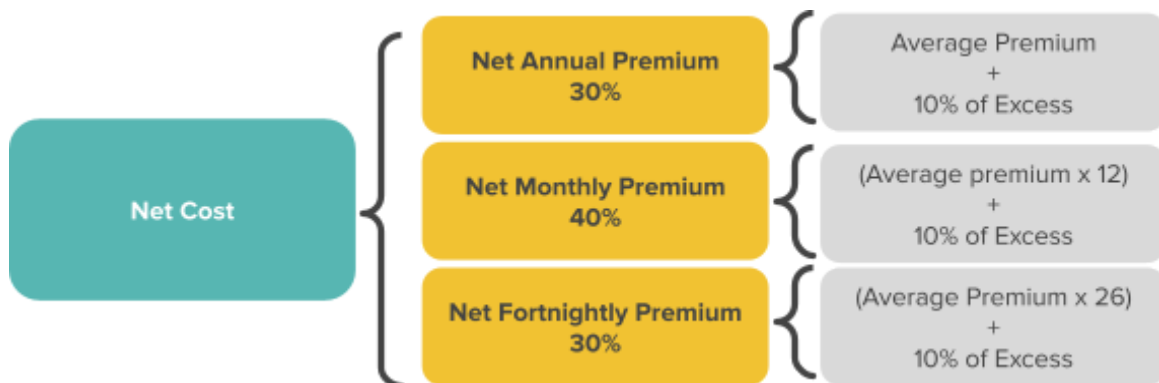 Net Cost
Net Annual Premium
30%
Average Premium
+
10% of Excess
Net Monthly Premium
40%
(Average premium x 12)
+
10% of Excess
Net Fortnightly Premium
30%
(Average Premium x 26)
+
10% of Excess